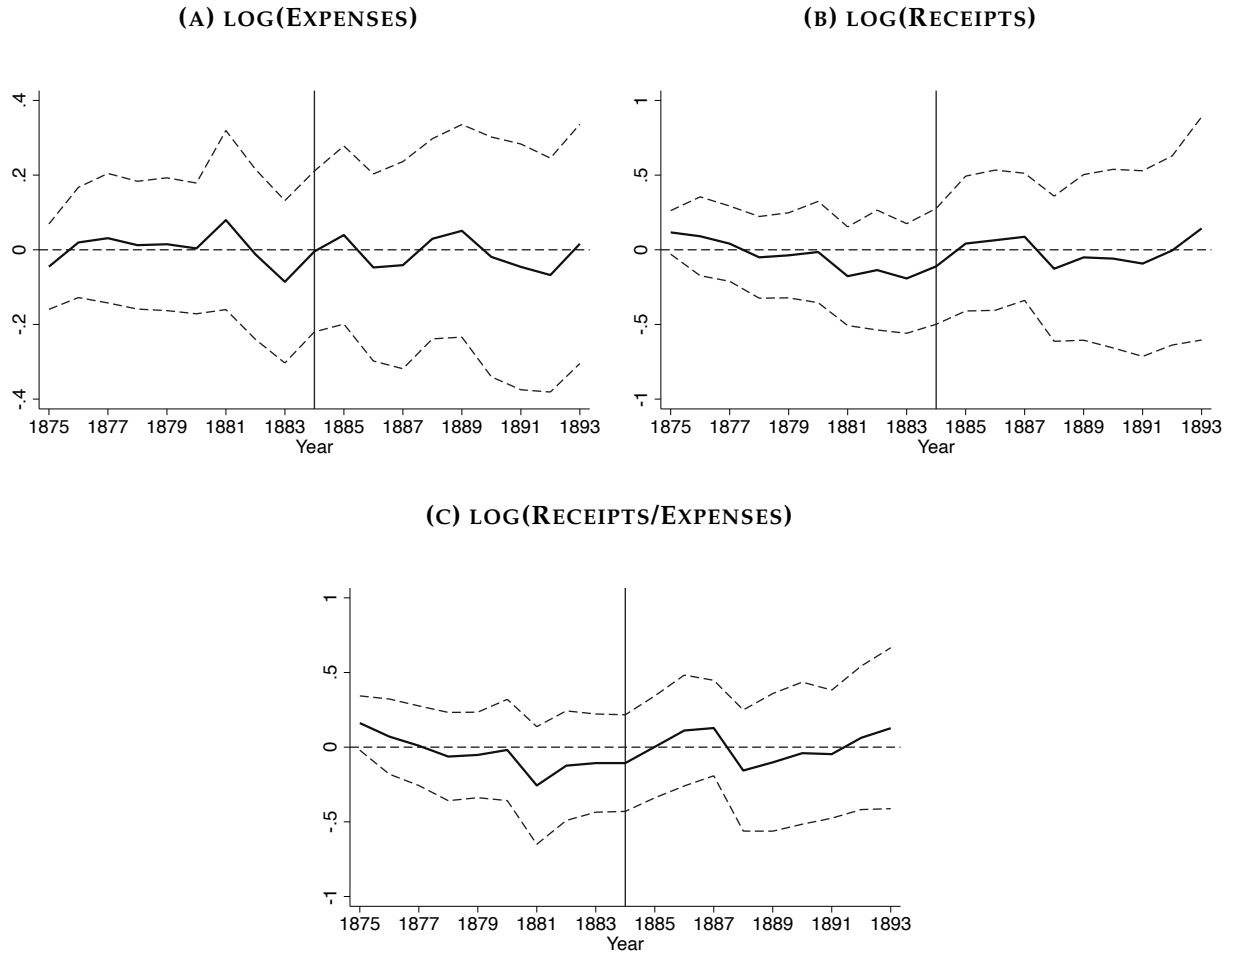 (A) LOG(EXPENSES)
(B) LOG(RECEIPTS)
.4
.2
0
-.2
-.4
1875 1877 1879 1881 1883 1885 1887 1889 1891 1893
Year
1
.5
0
-.5
-1
1875 1877 1879 1881 1883 1885 1887 1889 1891 1893
Year
(C) LOG(RECEIPTS/EXPENSES)
1
.5
0
-.5
-1
1875 1877 1879 1881 1883 1885 1887 1889 1891 1893
Year